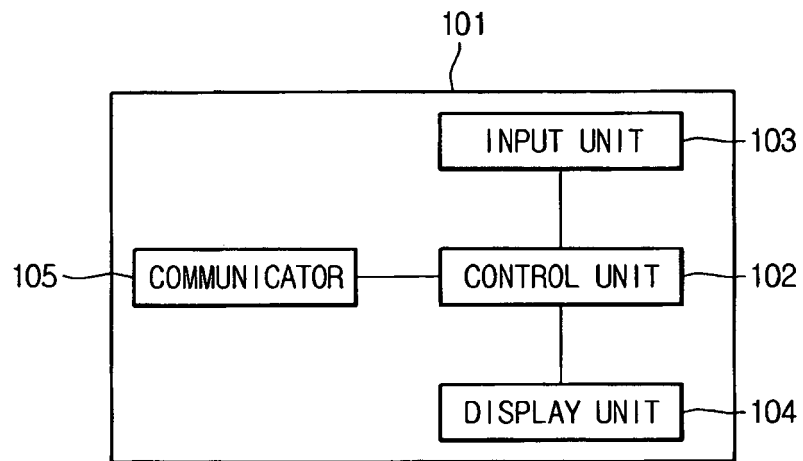 101
INPUT UNIT
103
105
COMMUNICATOR
CONTROL UNIT
102
DISPLAY UNIT
104